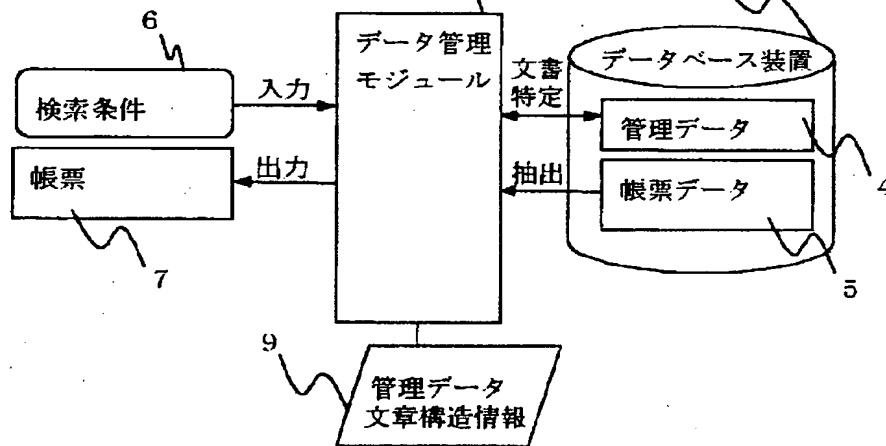 6
データ管理
モジュール
データベース装置
検索条件
入力
文書
特定
管理データ
帳票
出力
抽出
帳票データ
4
7
5
9
管理データ
文章構造情報